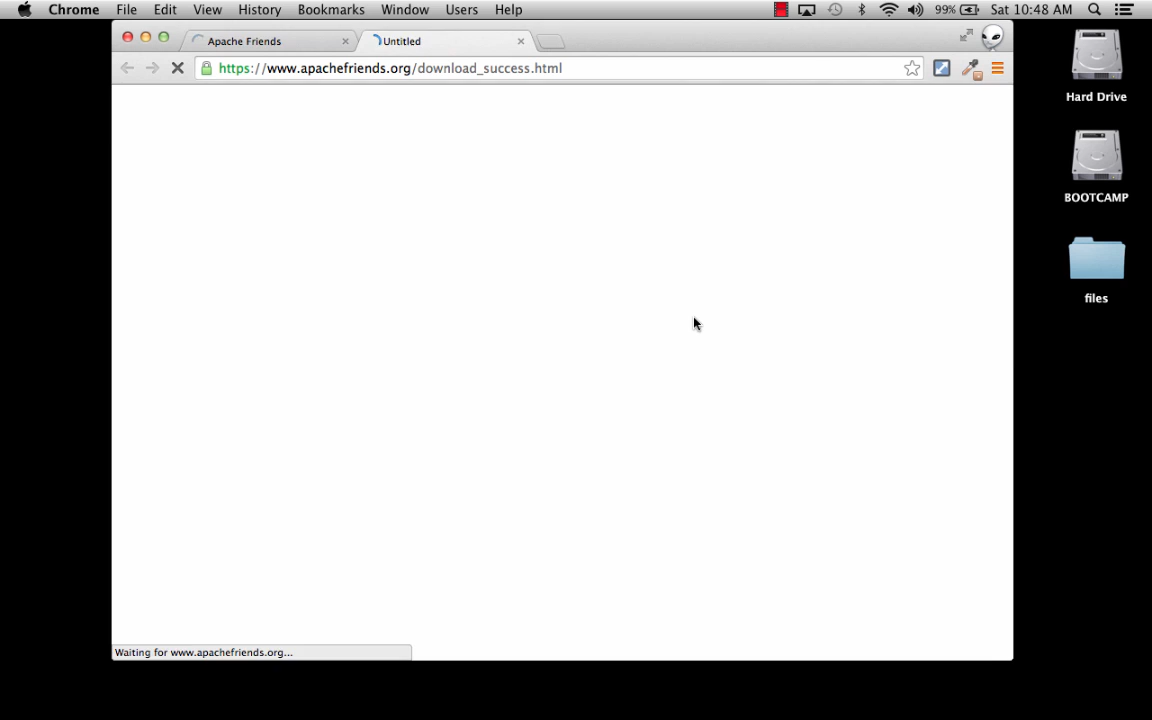 Chrome File Edit View History Bookmarks Window Users Help 99% Sat 10:48 AM
Apache Friends Untitled
https://www.apachefriends.org/download_success.html
Hard Drive
BOOTCAMP
files
Waiting for www.apachefriends.org...